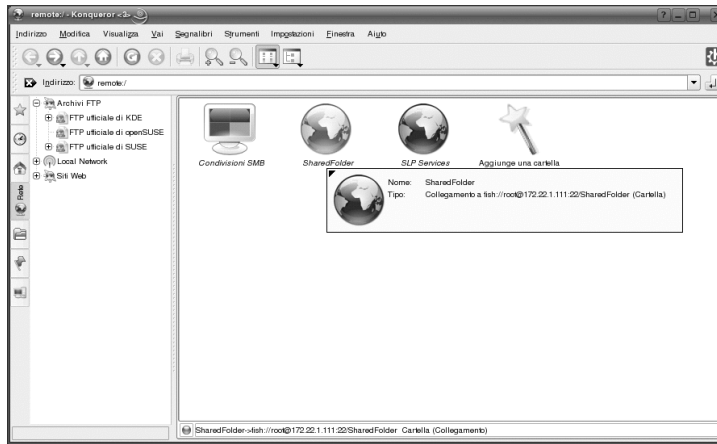 remote:/ - Konqueror <2>
Indirizzo Modifica Visualizza Vai Segnalibri Strumenti Impostazioni Finestra Aiuto
Indirizzo: remote:/
Archivi FTP
FTP ufficiale di KDE
FTP ufficiale di openSUSE
FTP ufficiale di SUSE
Local Network
Siti Web
Rete
Condivisioni SMB
SharedFolder
SLP Services
Aggiunge una cartella
Nome: SharedFolder
Tipo: Collegamento a fish://root@172.22.1.111:22/SharedFolder (Cartella)
SharedFolder->fish://root@172.22.1.111:22/SharedFolder Cartella (Collegamento)